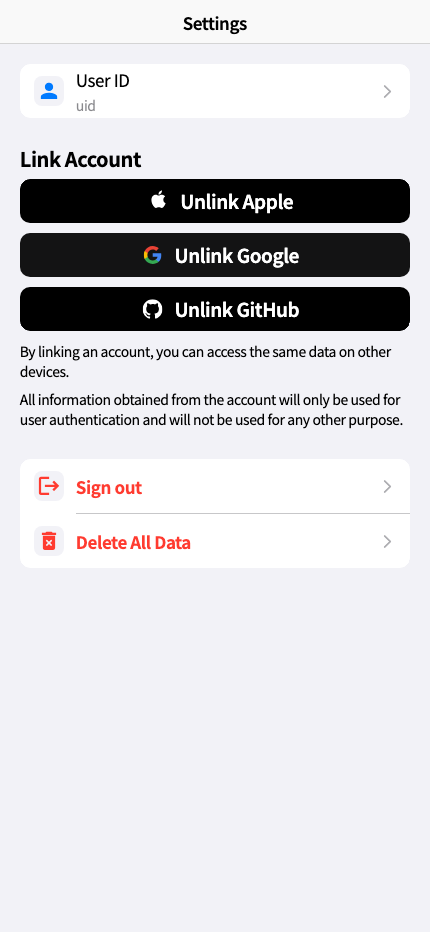 Settings
User ID
uid
Link Account
Unlink Apple
Unlink Google
Unlink GitHub
By linking an account, you can access the same data on other
devices.
All information obtained from the account will only be used for
user authentication and will not be used for any other purpose.
Sign out
Delete All Data